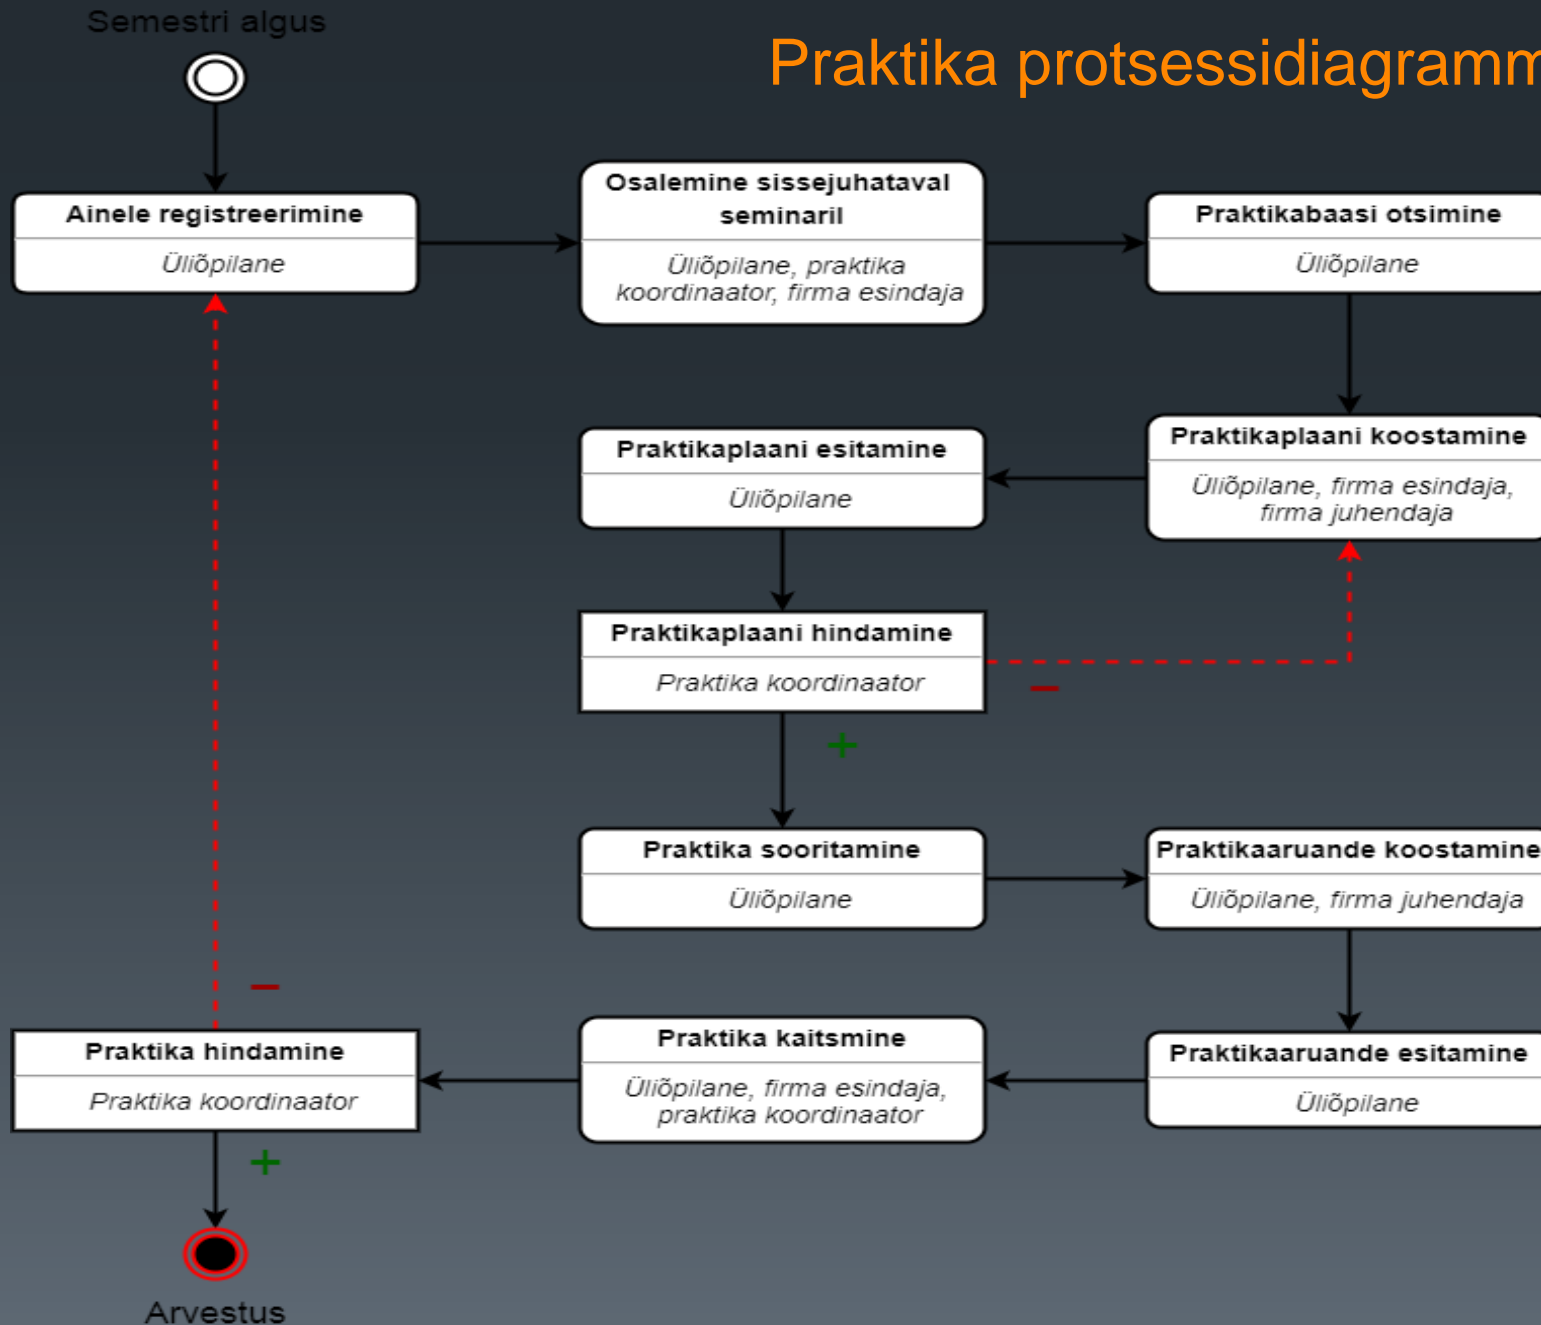 Semestri algus
Praktika protsessidiagramm
Ainele registreerimine
Üliõpilane
Osalemine sissejuhataval
seminaril
Üliõpilane, praktika
koordinaator, firma esindaja
Praktikabaasi otsimine
Üliõpilane
Praktikaplaani esitamine
Üliõpilane
Praktikaplaani koostamine
Üliõpilane, firma esindaja,
firma juhendaja
Praktikaplaani hindamine
Praktika koordinaator
–
+
Praktika sooritamine
Üliõpilane
Praktikaaruande koostamine
Üliõpilane, firma juhendaja
–
Praktika hindamine
Praktika koordinaator
Praktika kaitsmine
Üliõpilane, firma esindaja,
praktika koordinaator
Praktikaaruande esitamine
Üliõpilane
+
Arvestus